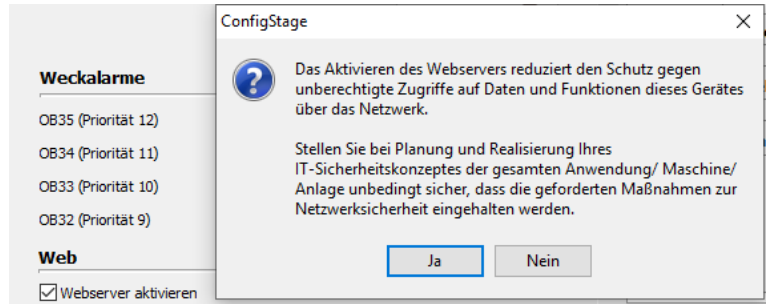 ConfigStage
Das Aktivieren des Webservers reduziert den Schutz gegen
unberechtigte Zugriffe auf Daten und Funktionen dieses Gerätes
über das Netzwerk.
Stellen Sie bei Planung und Realisierung Ihres
IT-Sicherheitskonzeptes der gesamten Anwendung/ Maschine/
Anlage unbedingt sicher, dass die geforderten Maßnahmen zur
Netzwerksicherheit eingehalten werden.
Ja
Nein
Weckalarme
OB35 (Priorität 12)
OB34 (Priorität 11)
OB33 (Priorität 10)
OB32 (Priorität 9)
Web
Webserver aktivieren